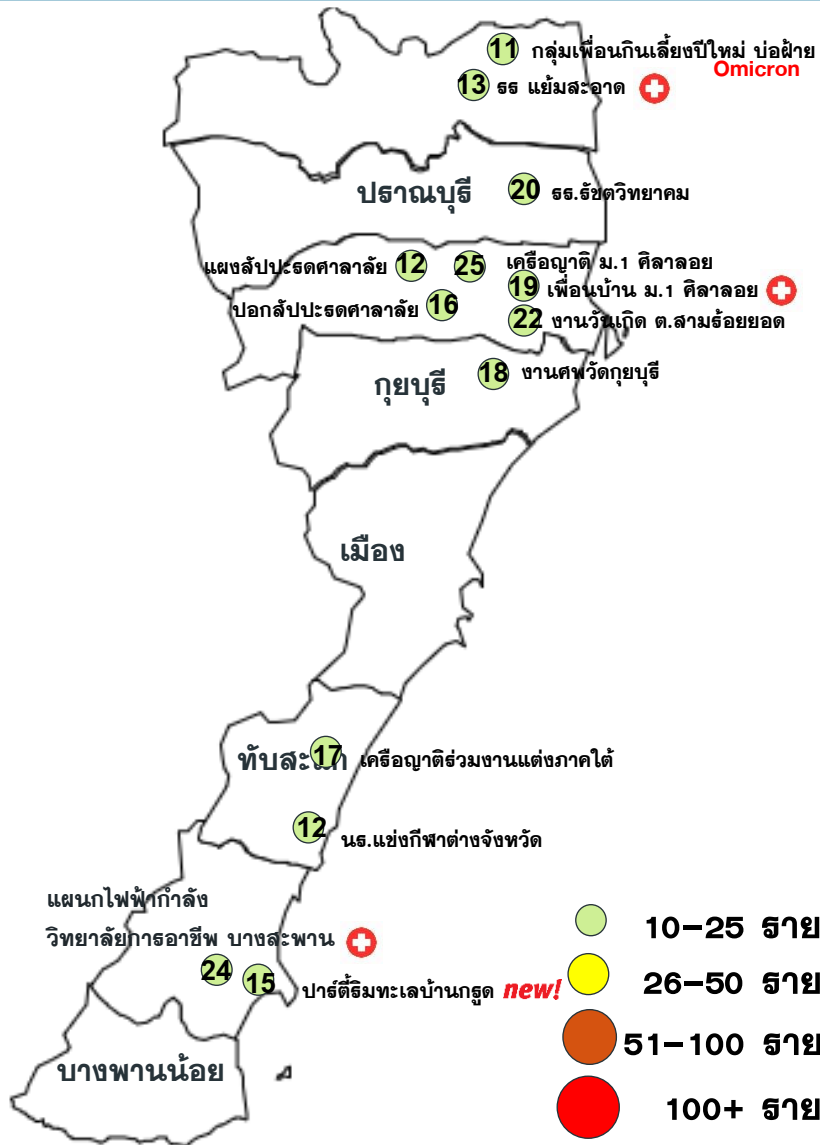 11 กลุ่มเพื่อนกินเลี้ยงปีใหม่ บ่อฝ้าย
Omicron
13 รร แย้มสะอาด
ปราณบุรี
20 รร.รัชตวิทยาคม
แผงสัปปะรดศาลาลัย 12
25 เครือญาติ ม.1 ศิลาลอย
19 เพื่อนบ้าน ม.1 ศิลาลอย
ปอกสัปปะรดศาลาลัย 16
22 งานวันเกิด ต.สามร้อยยอด
กุยบุรี
18 งานศพวัดกุยบุรี
เมือง
17 เครือญาติร่วมงานแต่งภาคใต้
12 นร.แข่งกีฬาต่างจังหวัด
แผนกไฟฟ้ากำลัง
วิทยาลัยการอาชีพ บางสะพาน
24
15 ปาร์ตี้ริมทะเลบ้านกรูด new!
บางพานน้อย
10-25 ราย
26-50 ราย
51-100 ราย
100+ ราย